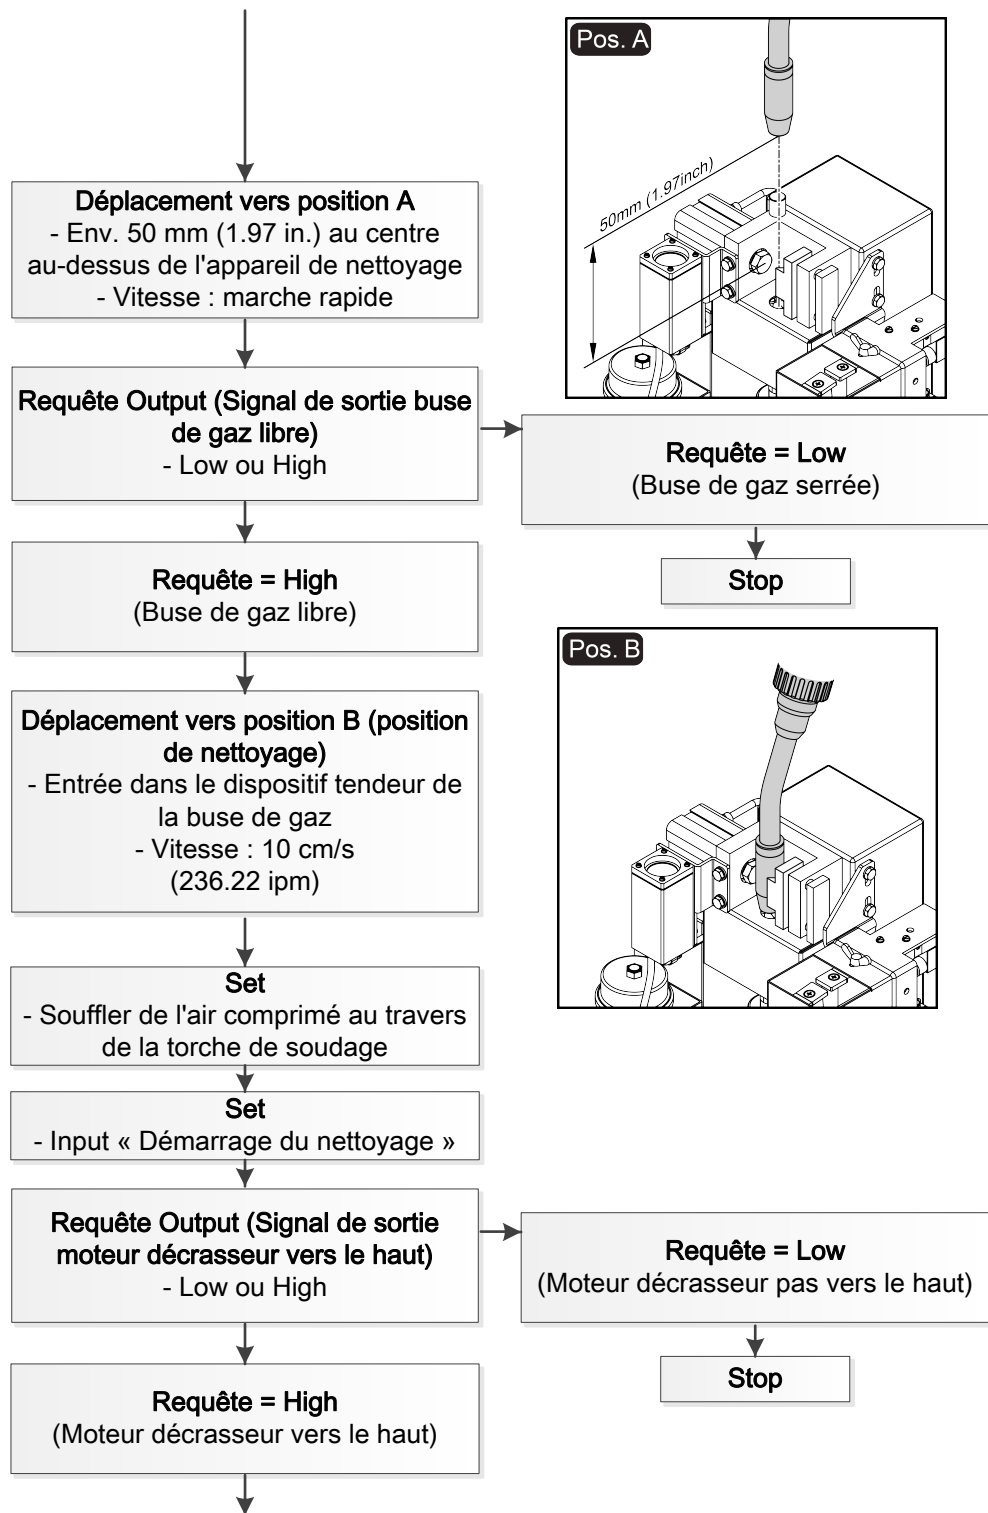 Pos. A
50mm (1.97inch)
Déplacement vers position A
- Env. 50 mm (1.97 in.) au centre
au-dessus de l'appareil de nettoyage
- Vitesse : marche rapide
Requête Output (Signal de sortie buse
de gaz libre)
- Low ou High
Requête = Low
(Buse de gaz serrée)
Stop
Requête = High
(Buse de gaz libre)
Pos. B
Déplacement vers position B (position
de nettoyage)
- Entrée dans le dispositif tendeur de
la buse de gaz
- Vitesse : 10 cm/s
(236.22 ipm)
Set
- Souffler de l'air comprimé au travers
de la torche de soudage
Set
- Input « Démarrage du nettoyage »
Requête Output (Signal de sortie
moteur décrasseur vers le haut)
- Low ou High
Requête = Low
(Moteur décrasseur pas vers le haut)
Stop
Requête = High
(Moteur décrasseur vers le haut)